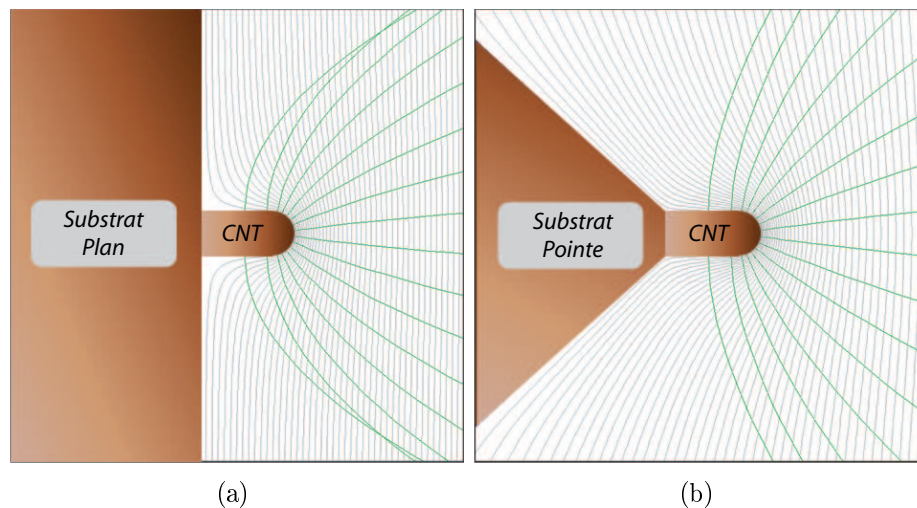 Substrat
Plan
CNT
Substrat
Pointe
CNT
(a)
(b)